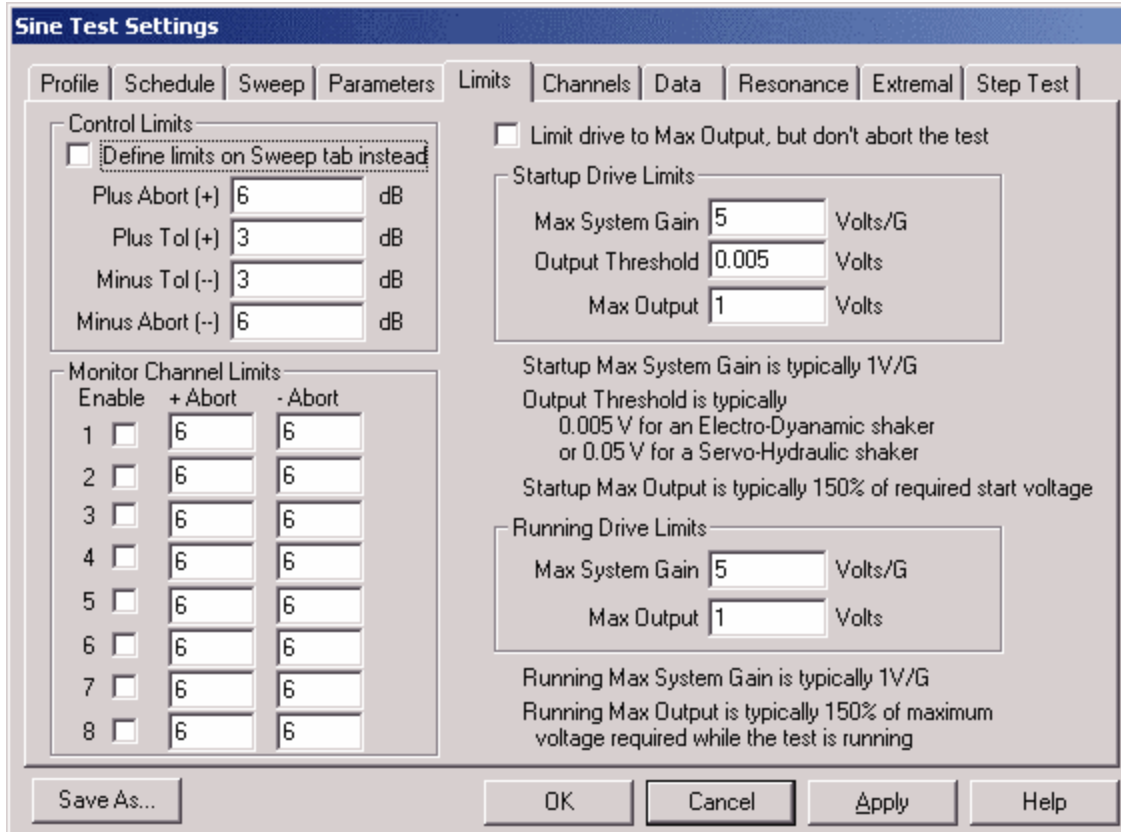 Sine Test Settings
Profile Schedule Sweep Parameters Limits Channels Data Resonance Extremal Step Test
Control Limits
Define limits on Sweep tab instead
Plus Abort (+) 6 dB
Plus Tol (+) 3 dB
Minus Tol (--) 3 dB
Minus Abort (--) 6 dB
Monitor Channel Limits
Enable + Abort - Abort
1 6 6
2 6 6
3 6 6
4 6 6
5 6 6
6 6 6
7 6 6
8 6 6
Limit drive to Max Output, but don't abort the test
Startup Drive Limits
Max System Gain 5 Volts/G
Output Threshold 0.005 Volts
Max Output 1 Volts
Startup Max System Gain is typically 1V/G
Output Threshold is typically
0.005 V for an Electro-Dyanamic shaker
or 0.05 V for a Servo-Hydraulic shaker
Startup Max Output is typically 150% of required start voltage
Running Drive Limits
Max System Gain 5 Volts/G
Max Output 1 Volts
Running Max System Gain is typically 1V/G
Running Max Output is typically 150% of maximum
voltage required while the test is running
Save As... OK Cancel Apply Help